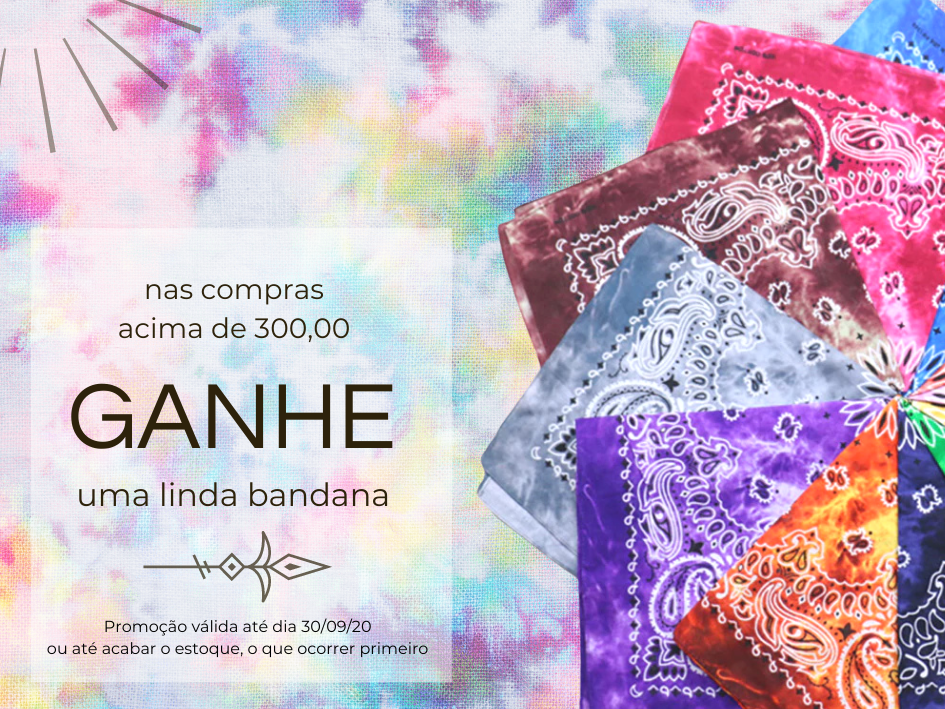 nas compras
acima de 300,00
GANHE
uma linda bandana
Promoção válida até dia 30/09/20
ou até acabar o estoque, o que ocorrer primeiro